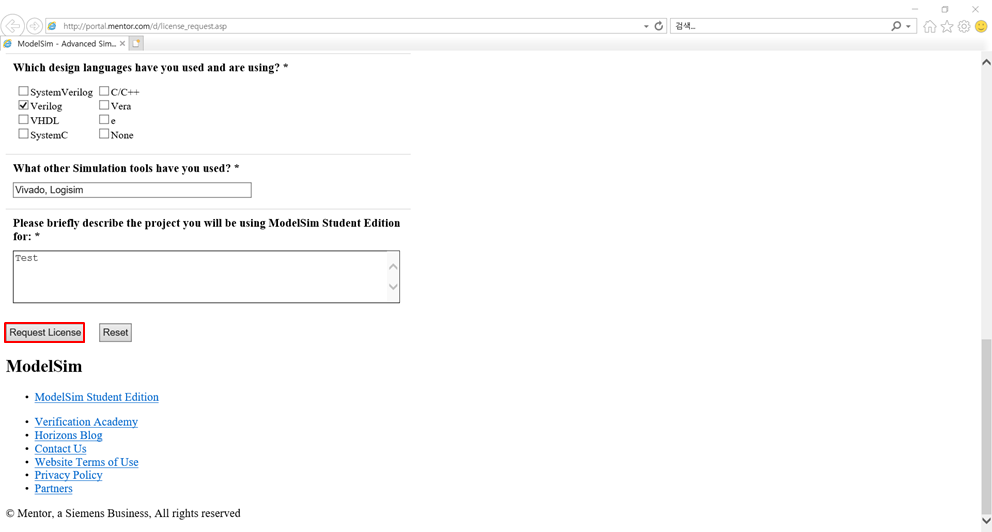 http://portal.mentor.com/d/license_request.asp
검색...
ModelSim - Advanced Sim...
Which design languages have you used and are using? *
SystemVerilog C/C++
Verilog Vera
VHDL e
SystemC None
What other Simulation tools have you used? *
Vivado, Logisim
Please briefly describe the project you will be using ModelSim Student Edition
for: *
Test
Request License Reset
ModelSim
• ModelSim Student Edition
• Verification Academy
• Horizons Blog
• Contact Us
• Website Terms of Use
• Privacy Policy
• Partners
© Mentor, a Siemens Business, All rights reserved